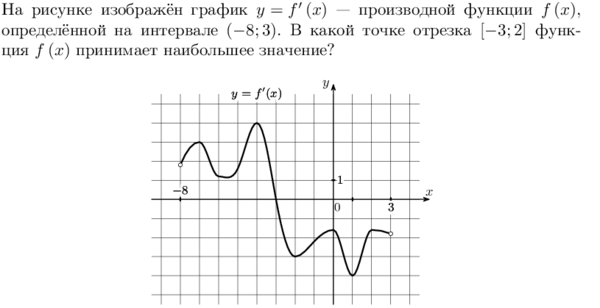 На рисунке изображён график y = f′ (x) — производной функции f (x),
определённой на интервале (−8; 3). В какой точке отрезка [−3; 2] функ-
ция f (x) принимает наибольшее значение?
y
y = f′(x)
1
−8
0
3
x